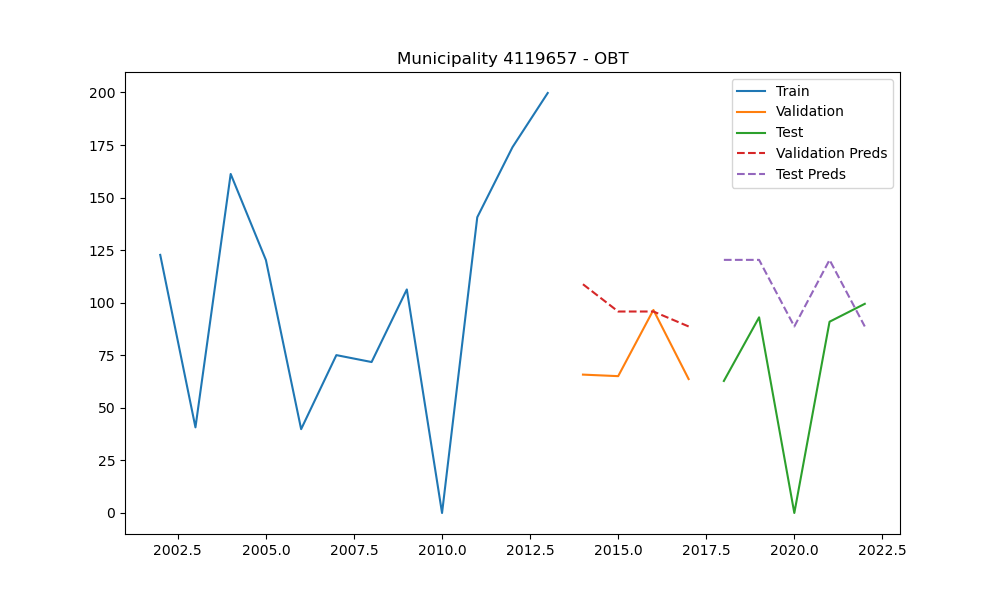 Municipality 4119657 - OBT
200
175
150
125
100
75
50
25
0
2002.5 2005.0 2007.5 2010.0 2012.5 2015.0 2017.5 2020.0 2022.5
Train
Validation
Test
Validation Preds
Test Preds